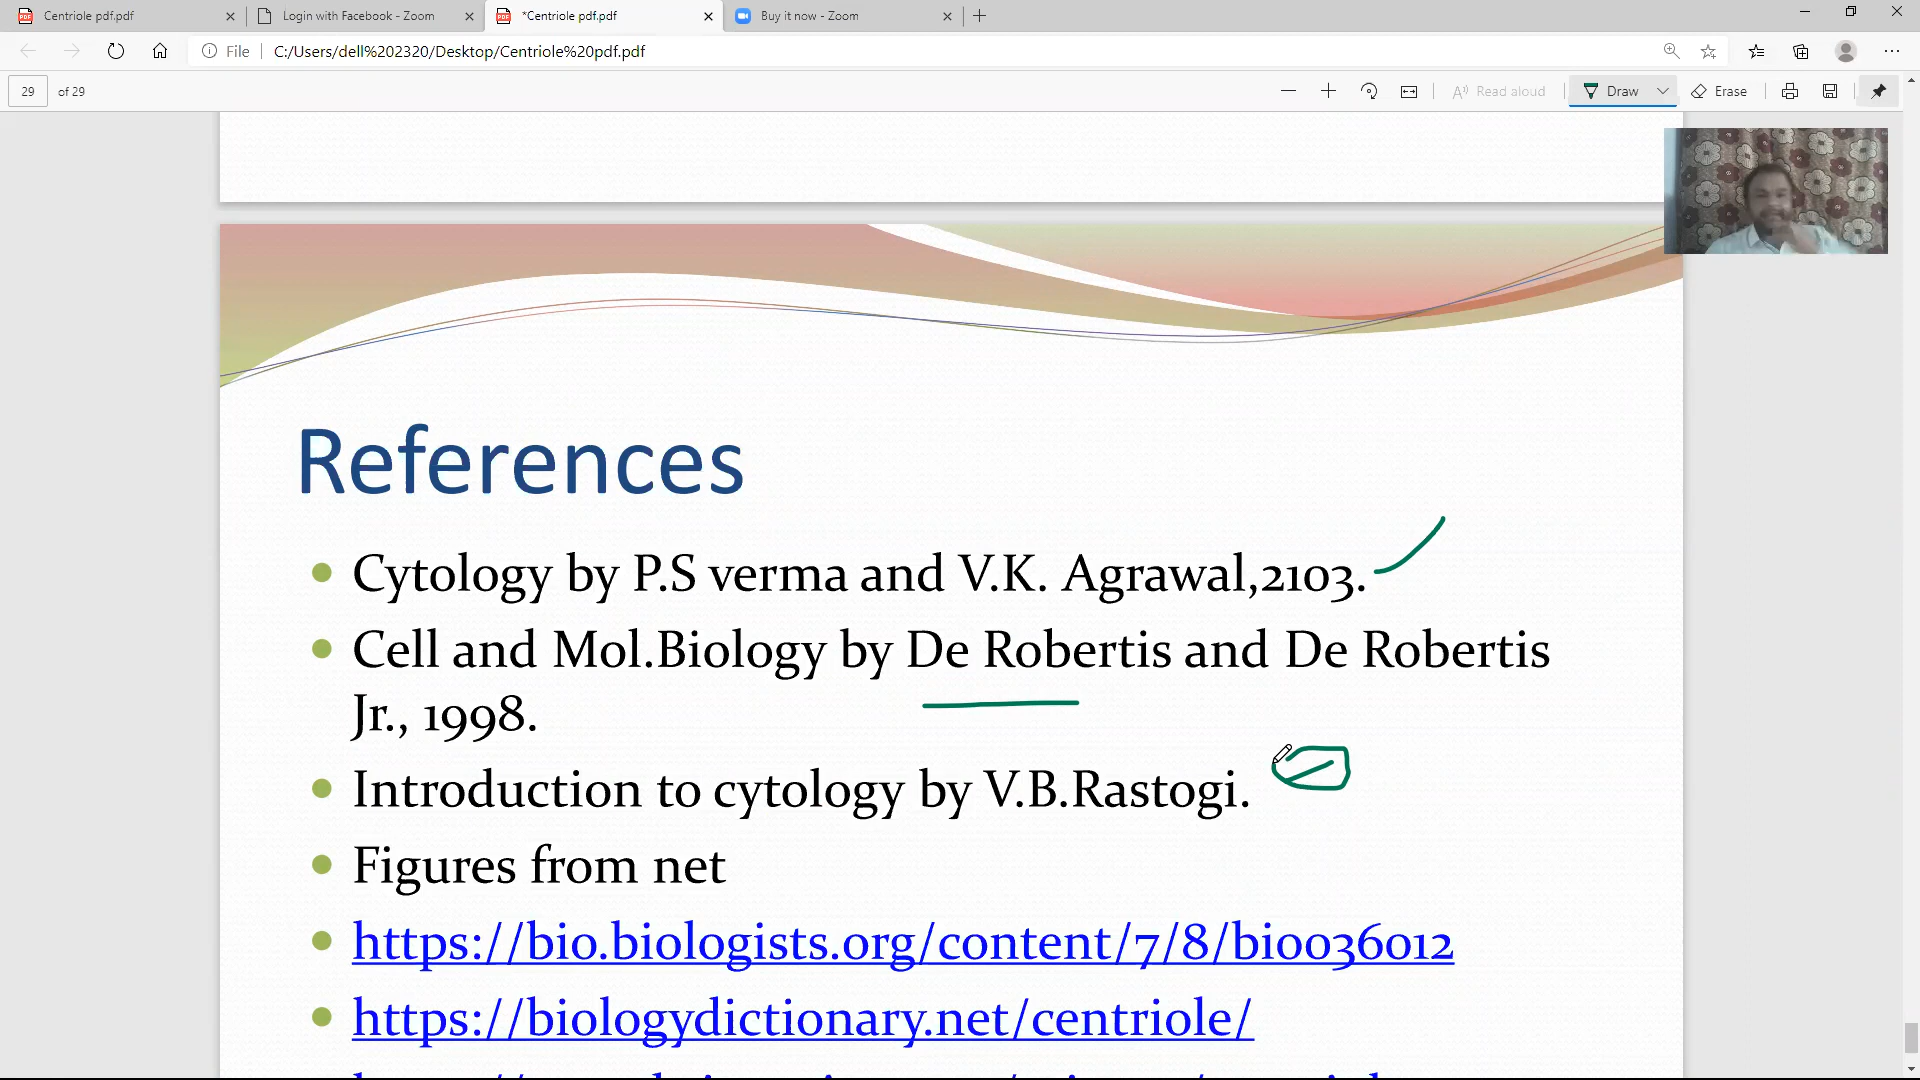 Centriole pdf.pdf
Login with Facebook - Zoom
*Centriole pdf.pdf
Buy it now - Zoom
File
C:/Users/dell%202320/Desktop/Centriole%20pdf.pdf
29
of 29
Read aloud
Draw
Erase
References
Cytology by P.S verma and V.K. Agrawal,2103.
Cell and Mol.Biology by De Robertis and De Robertis
Jr., 1998.
Introduction to cytology by V.B.Rastogi.
Figures from net
https://bio.biologists.org/content/7/8/bio036012
https://biologydictionary.net/centriole/